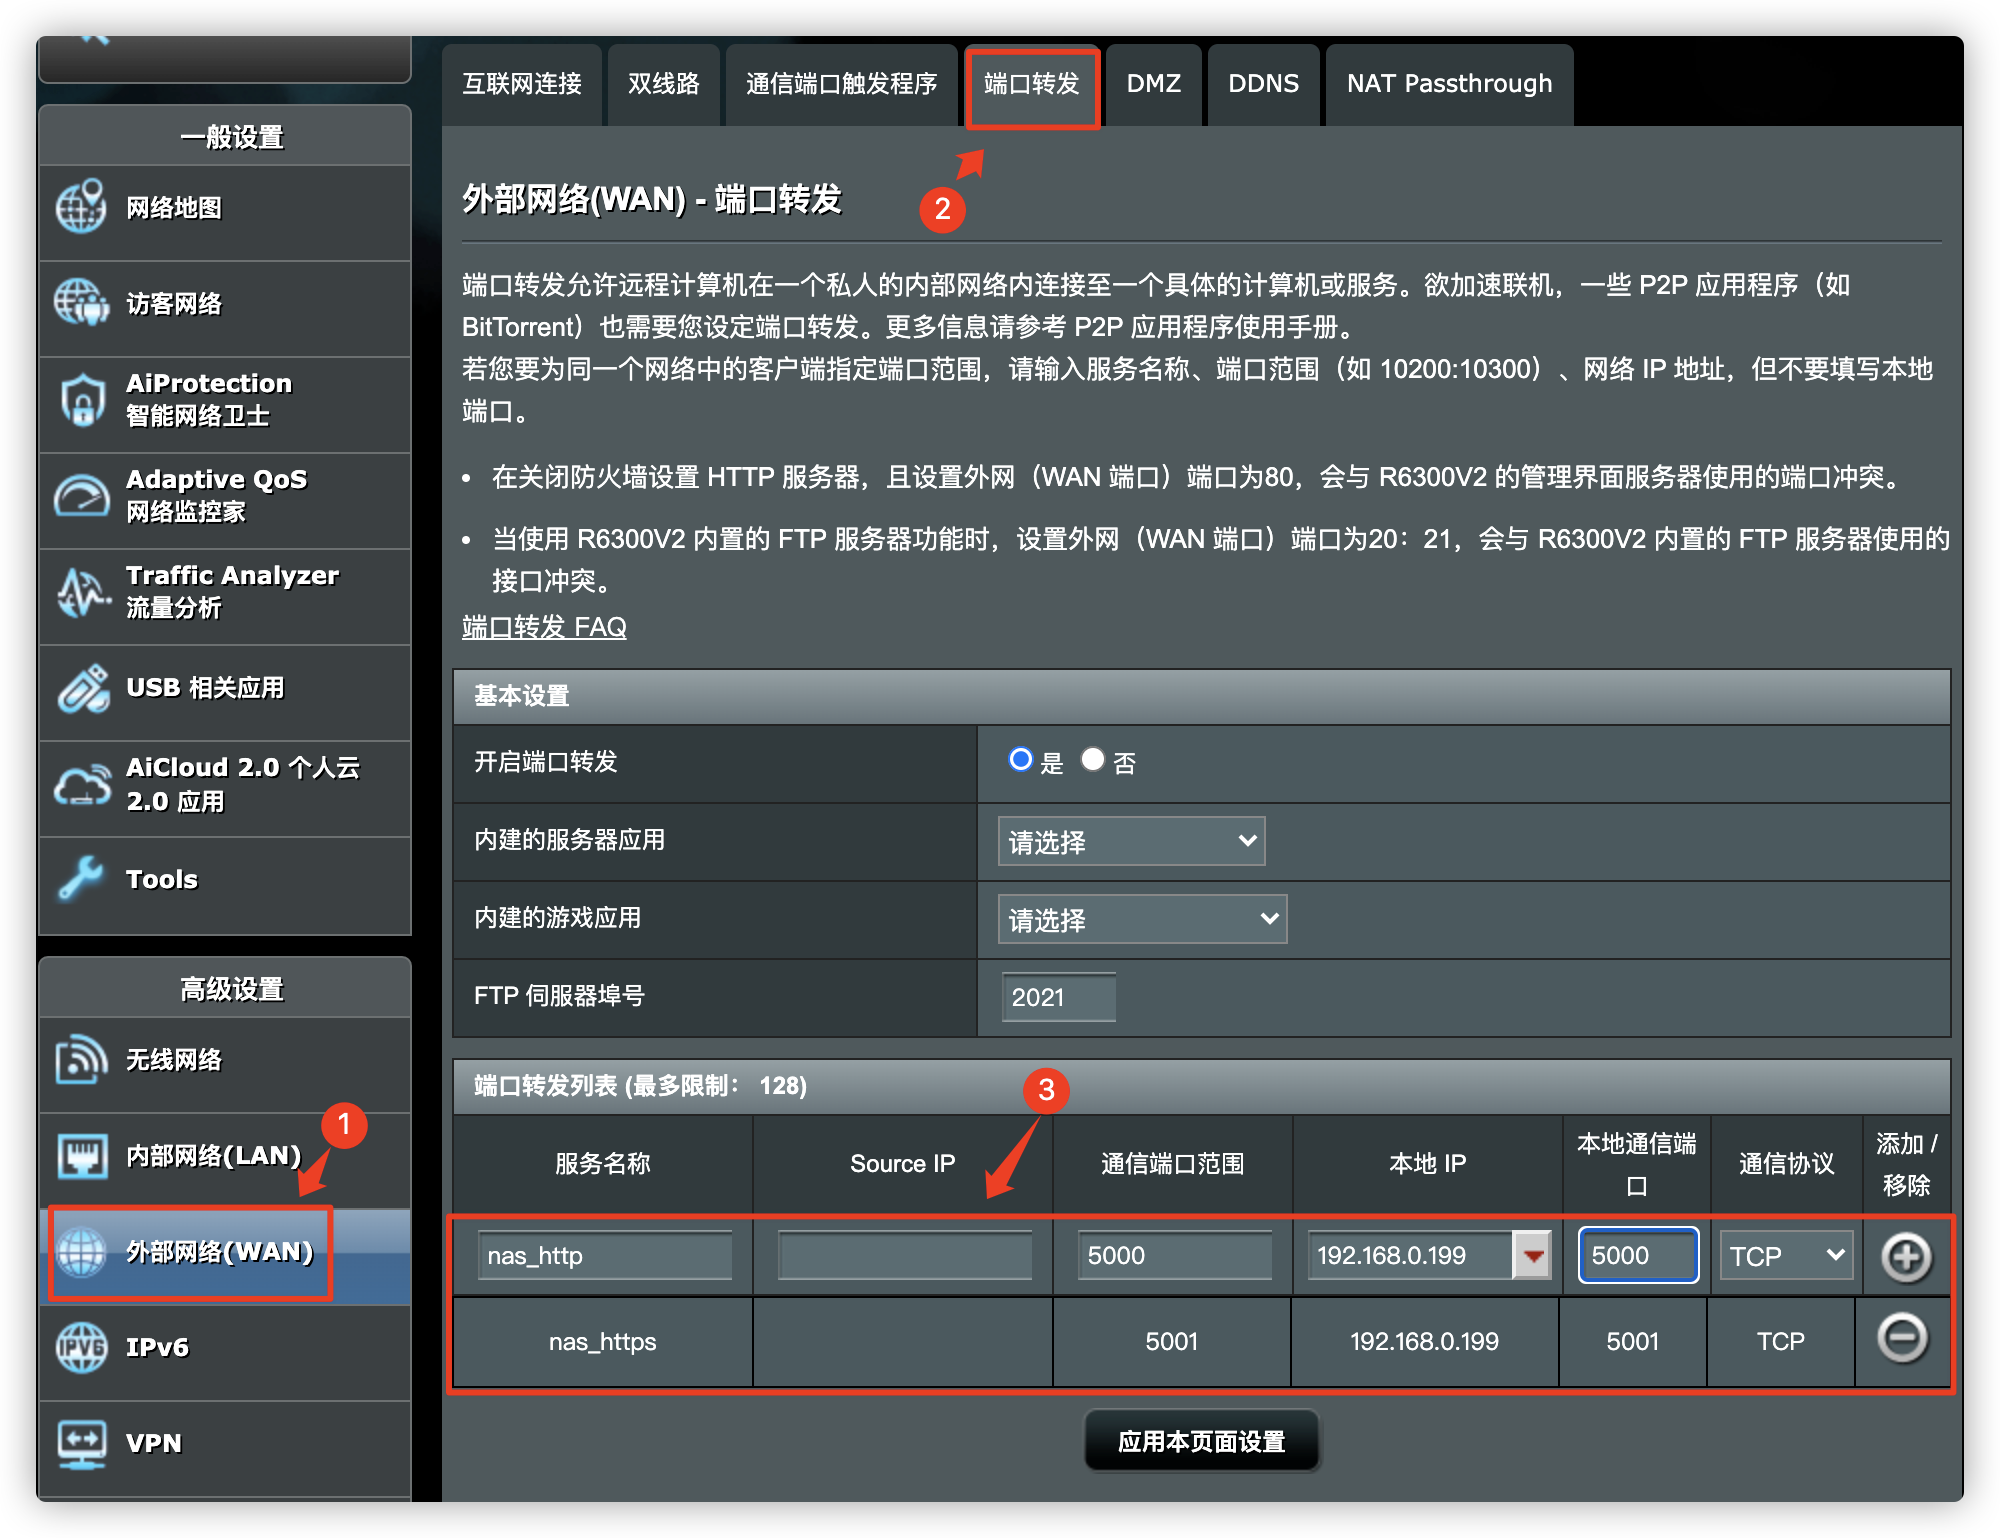 一般设置
网络地图
访客网络
AiProtection
智能网络卫士
Adaptive QoS
网络监控家
Traffic Analyzer
流量分析
USB 相关应用
AiCloud 2.0 个人云
2.0 应用
Tools
高级设置
无线网络
1
内部网络(LAN)
外部网络(WAN)
IPv6
VPN
互联网连接 双线路 通信端口触发程序 端口转发 DMZ DDNS NAT Passthrough
外部网络(WAN) - 端口转发
2
端口转发允许远程计算机在一个私人的内部网络内连接至一个具体的计算机或服务。欲加速联机，一些 P2P 应用程序（如
BitTorrent）也需要您设定端口转发。更多信息请参考 P2P 应用程序使用手册。
若您要为同一个网络中的客户端指定端口范围，请输入服务名称、端口范围（如 10200:10300）、网络 IP 地址，但不要填写本地
端口。
• 在关闭防火墙设置 HTTP 服务器，且设置外网（WAN 端口）端口为80，会与 R6300V2 的管理界面服务器使用的端口冲突。
• 当使用 R6300V2 内置的 FTP 服务器功能时，设置外网（WAN 端口）端口为20：21，会与 R6300V2 内置的 FTP 服务器使用的
接口冲突。
端口转发 FAQ
基本设置
开启端口转发 是 否
内建的服务器应用 请选择
内建的游戏应用 请选择
FTP 伺服器埠号 2021
端口转发列表 (最多限制： 128)
3
服务名称 Source IP 通信端口范围 本地 IP 本地通信端口 通信协议 添加 / 移除
nas_http 5000 192.168.0.199 5000 TCP
nas_https 5001 192.168.0.199 5001 TCP
应用本页面设置